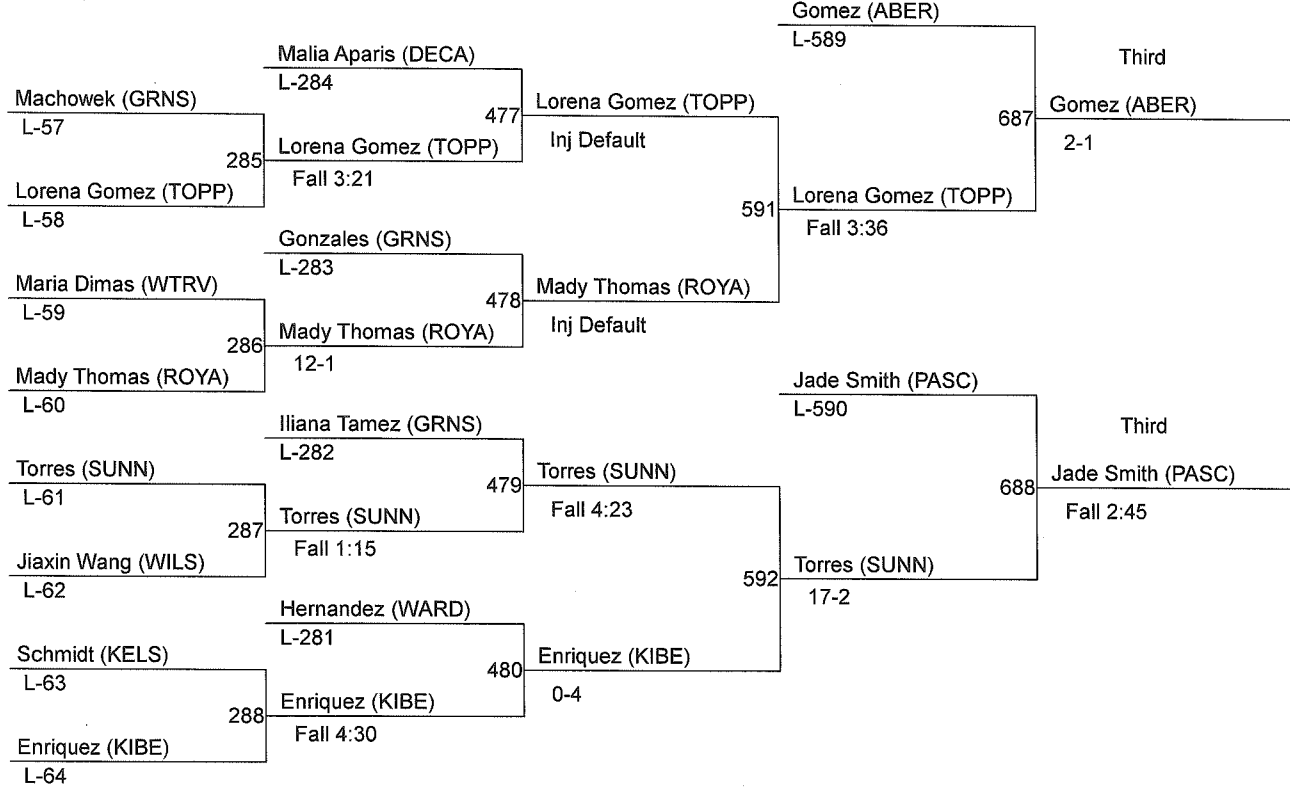 Gomez (ABER)
L-589
Third
Malia Aparis (DECA)
L-284
Machowek (GRNS)
L-57
477
Lorena Gomez (TOPP)
Inj Default
687
Gomez (ABER)
2-1
285
Lorena Gomez (TOPP)
Fall 3:21
Lorena Gomez (TOPP)
L-58
591
Lorena Gomez (TOPP)
Fall 3:36
Gonzales (GRNS)
L-283
Maria Dimas (WTRV)
L-59
478
Mady Thomas (ROYA)
Inj Default
286
Mady Thomas (ROYA)
12-1
Mady Thomas (ROYA)
L-60
Jade Smith (PASC)
L-590
Third
Iliana Tamez (GRNS)
L-282
Torres (SUNN)
L-61
479
Torres (SUNN)
Fall 4:23
688
Jade Smith (PASC)
Fall 2:45
287
Torres (SUNN)
Fall 1:15
Jiaxin Wang (WILS)
L-62
592
Torres (SUNN)
17-2
Hernandez (WARD)
L-281
Schmidt (KELS)
L-63
480
Enriquez (KIBE)
0-4
288
Enriquez (KIBE)
Fall 4:30
Enriquez (KIBE)
L-64